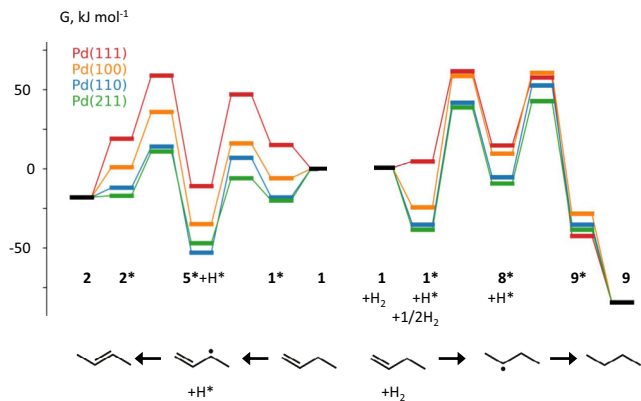 G, kJ mol⁻¹
Pd(111)
Pd(100)
Pd(110)
Pd(211)
50
0
-50
2 2* 5*+H* 1* 1 1 1* 8* 9* 9
+H₂ +H* +H*
+1/2H₂
+H* +H₂